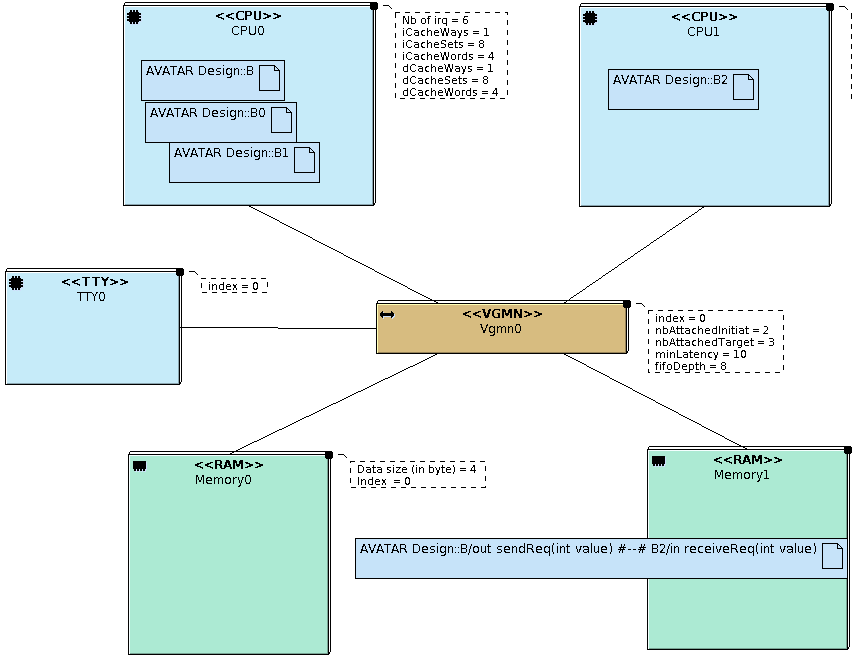 <<CPU>>
CPU0
Nb of irq = 6
iCacheWays = 1
iCacheSets = 8
iCacheWords = 4
dCacheWays = 1
dCacheSets = 8
dCacheWords = 4
AVATAR Design::B
AVATAR Design::B0
AVATAR Design::B1
<<CPU>>
CPU1
AVATAR Design::B2
<<TTY>>
TTY0
index = 0
<<VGMN>>
Vgmn0
index = 0
nbAttachedInitiat = 2
nbAttachedTarget = 3
minLatency = 10
fifoDepth = 8
<<RAM>>
Memory0
Data size (in byte) = 4
Index = 0
<<RAM>>
Memory1
AVATAR Design::B/out sendReq(int value) #--# B2/in receiveReq(int value)